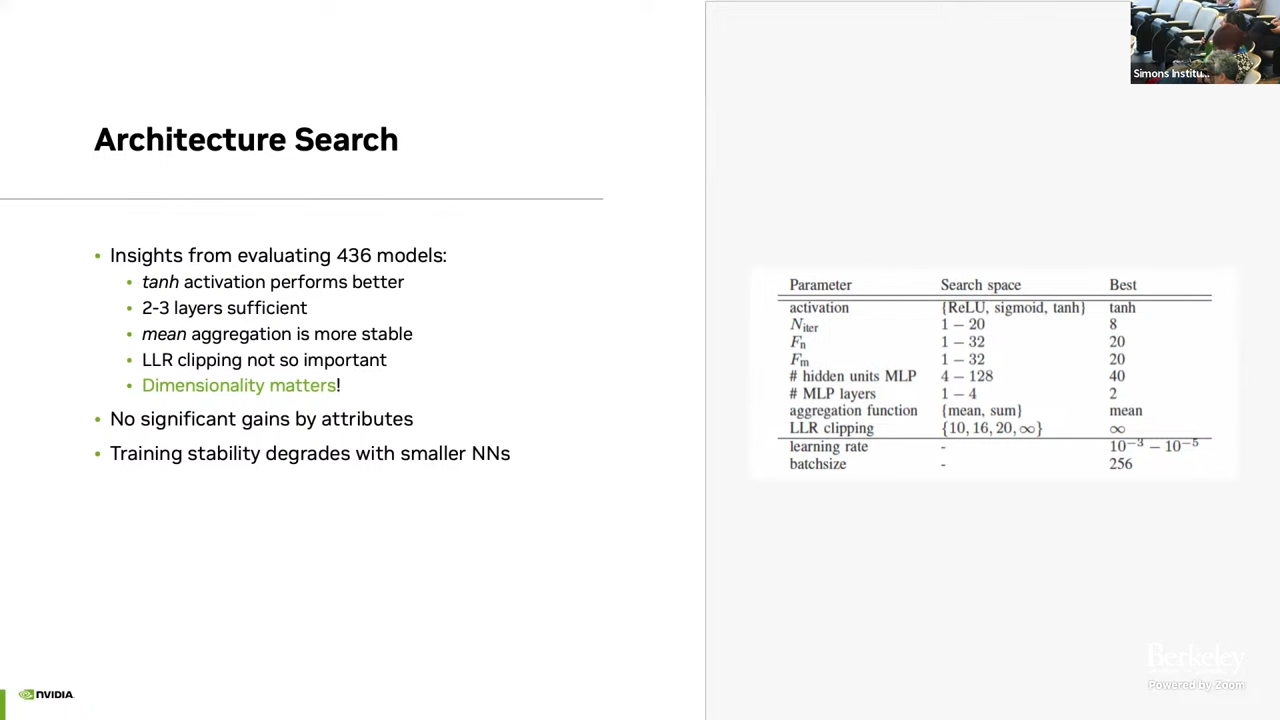 Simons Institu...
Architecture Search
• Insights from evaluating 436 models:
• tanh activation performs better
• 2-3 layers sufficient
• mean aggregation is more stable
• LLR clipping not so important
• Dimensionality matters!
• No significant gains by attributes
• Training stability degrades with smaller NNs
Parameter Search space Best
activation {ReLU, sigmoid, tanh} tanh
N_iter 1 – 20 8
F_n 1 – 32 20
F_m 1 – 32 20
# hidden units MLP 4 – 128 40
# MLP layers 1 – 4 2
aggregation function {mean, sum} mean
LLR clipping {10, 16, 20, ∞} ∞
learning rate - 10⁻³ – 10⁻⁵
batchsize - 256
Berkeley
Powered by Zoom
NVIDIA